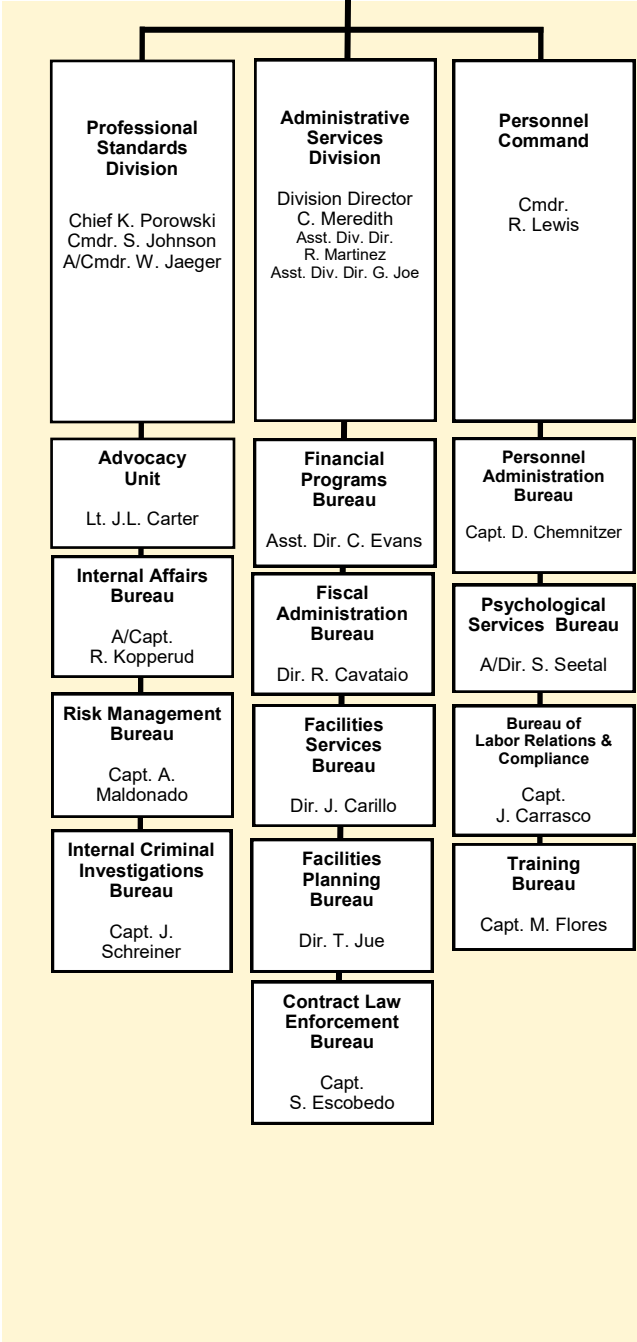 Professional
Standards
Division
Chief K. Porowski
Cmdr. S. Johnson
A/Cmdr. W. Jaeger
Advocacy
Unit
Lt. J.L. Carter
Internal Affairs
Bureau
A/Capt.
R. Kopperud
Risk Management
Bureau
Capt. A.
Maldonado
Internal Criminal
Investigations
Bureau
Capt. J.
Schreiner
Administrative
Services
Division
Division Director
C. Meredith
Asst. Div. Dir.
R. Martinez
Asst. Div. Dir. G. Joe
Financial
Programs
Bureau
Asst. Dir. C. Evans
Fiscal
Administration
Bureau
Dir. R. Cavataio
Facilities
Services
Bureau
Dir. J. Carillo
Facilities
Planning
Bureau
Dir. T. Jue
Contract Law
Enforcement
Bureau
Capt.
S. Escobedo
Personnel
Command
Cmdr.
R. Lewis
Personnel
Administration
Bureau
Capt. D. Chemnitzer
Psychological
Services Bureau
A/Dir. S. Seetal
Bureau of
Labor Relations &
Compliance
Capt.
J. Carrasco
Training
Bureau
Capt. M. Flores